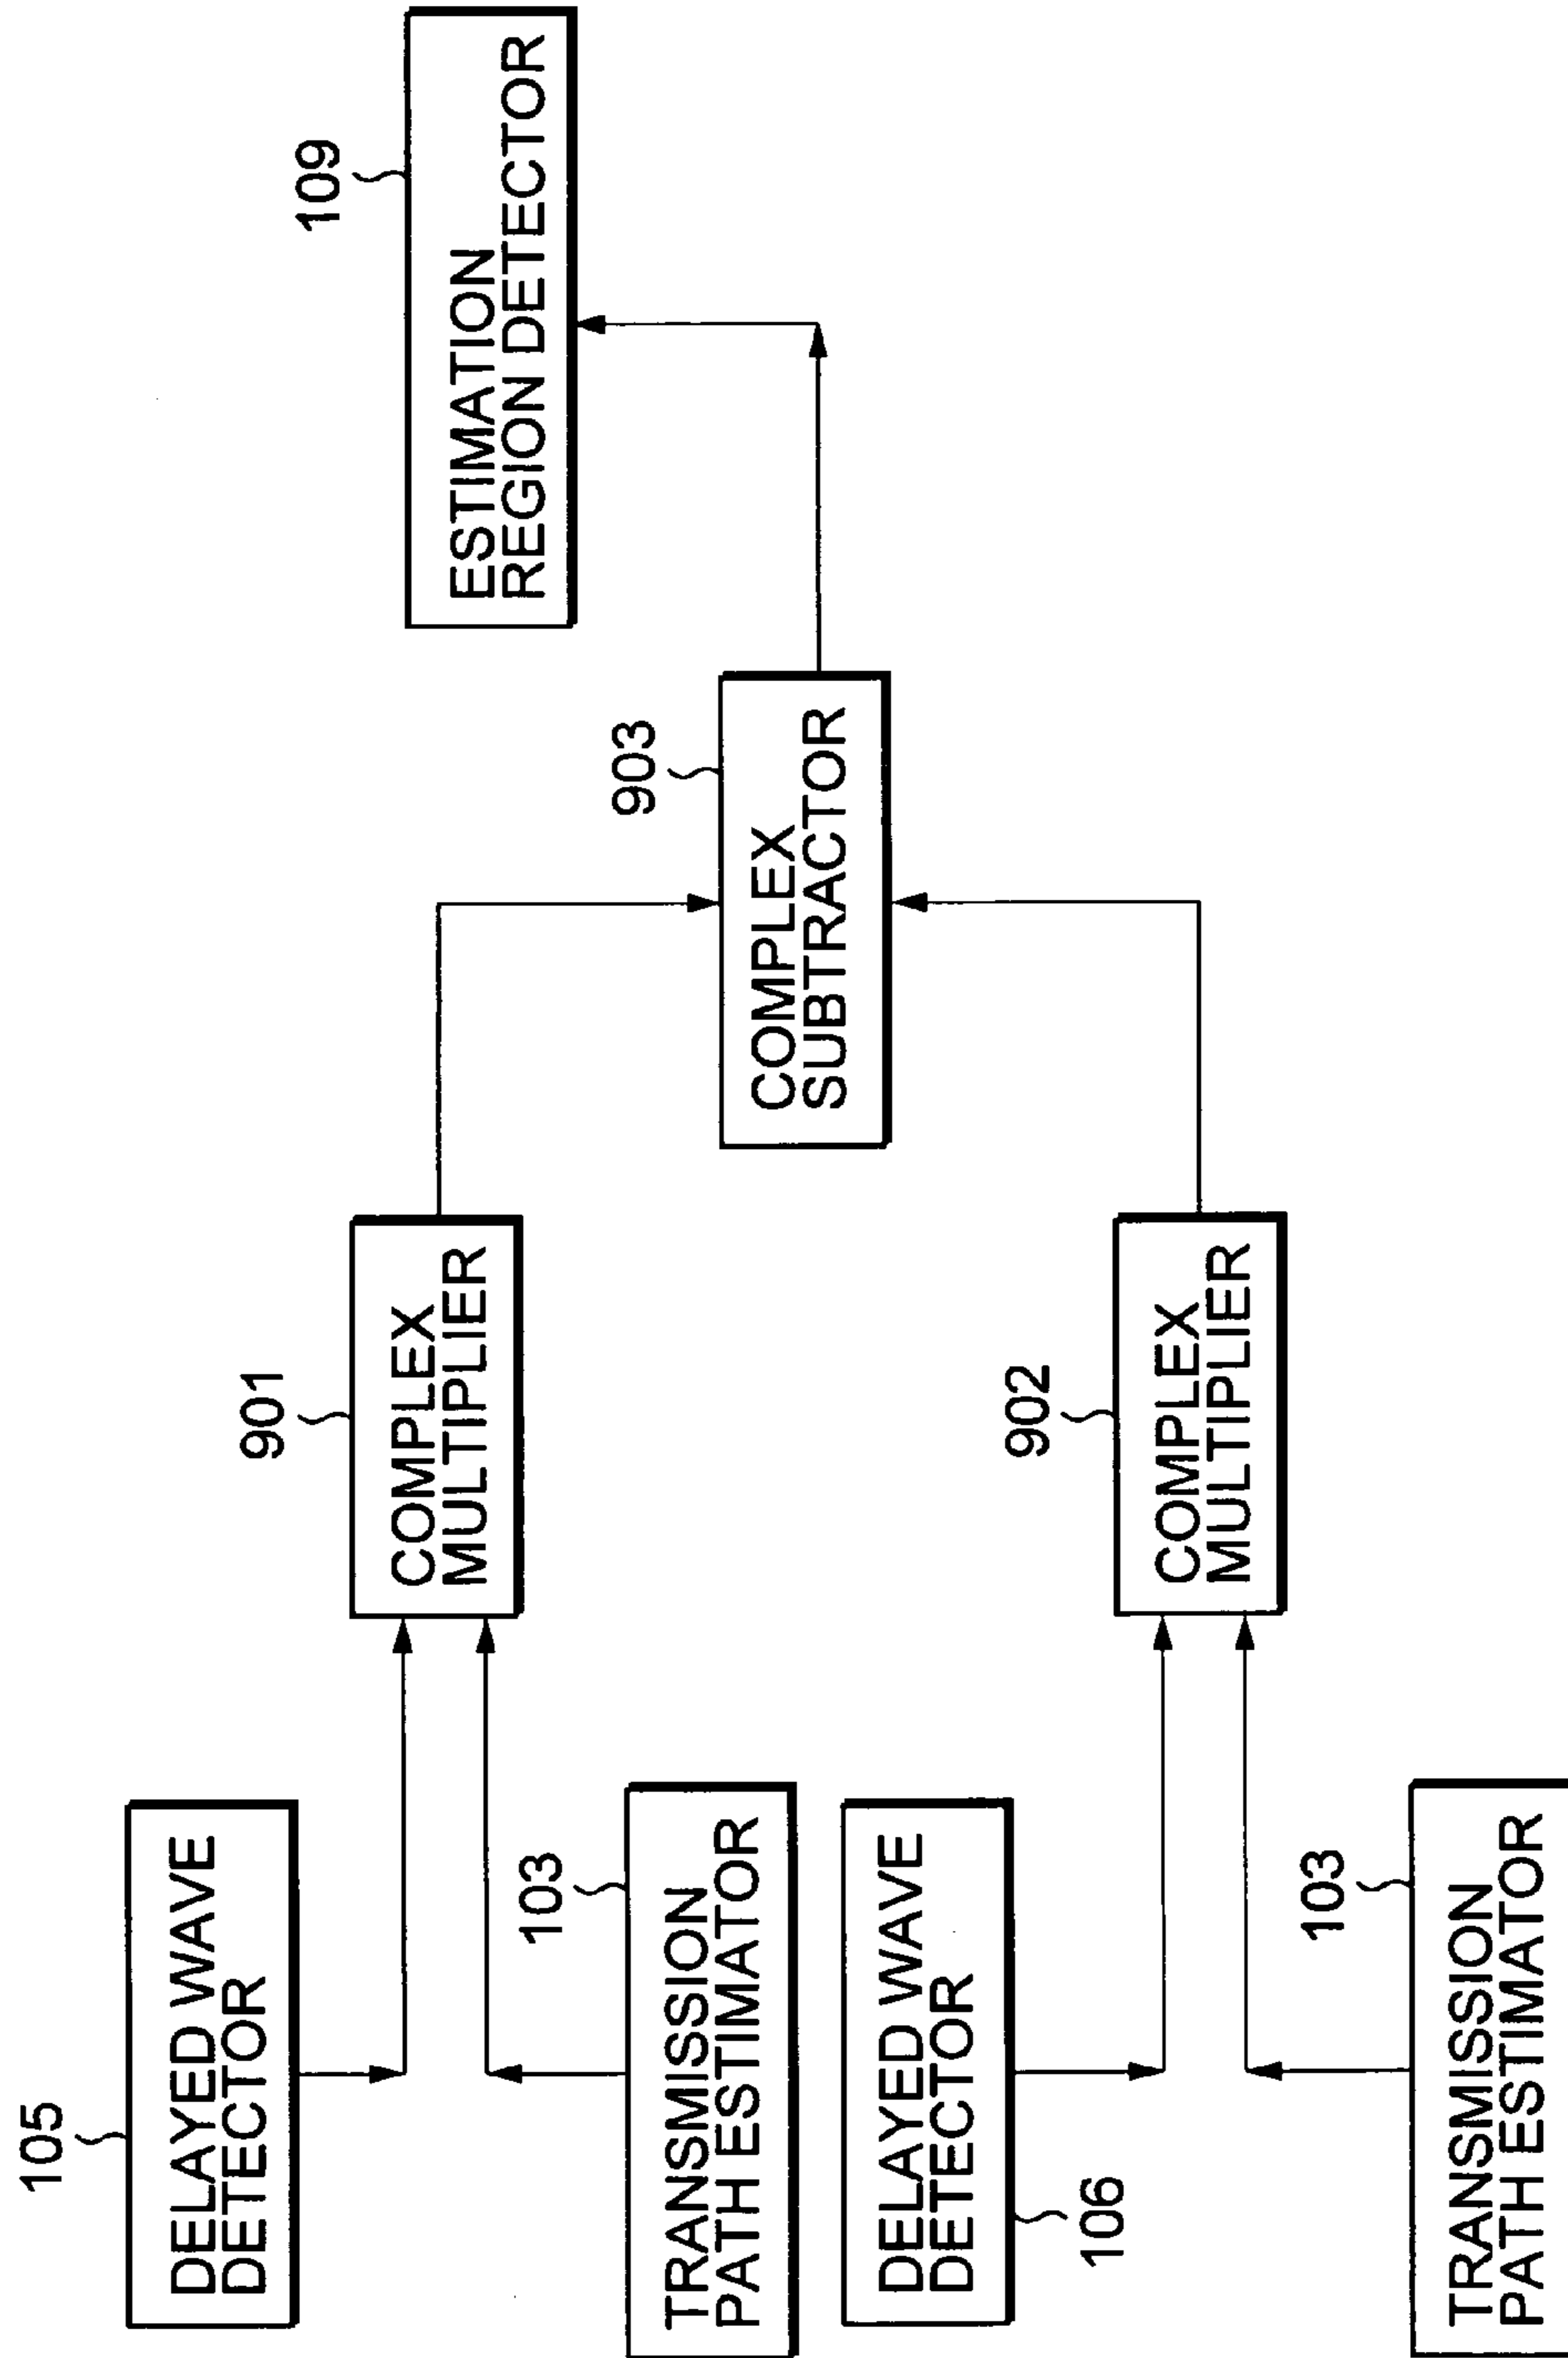 105
DELAYED WAVE
DETECTOR
103
TRANSMISSION
PATH ESTIMATOR
901
COMPLEX
MULTIPLIER
DELAYED WAVE
DETECTOR
106
103
TRANSMISSION
PATH ESTIMATOR
902
COMPLEX
MULTIPLIER
903
COMPLEX
SUBTRACTOR
109
ESTIMATION
REGION DETECTOR